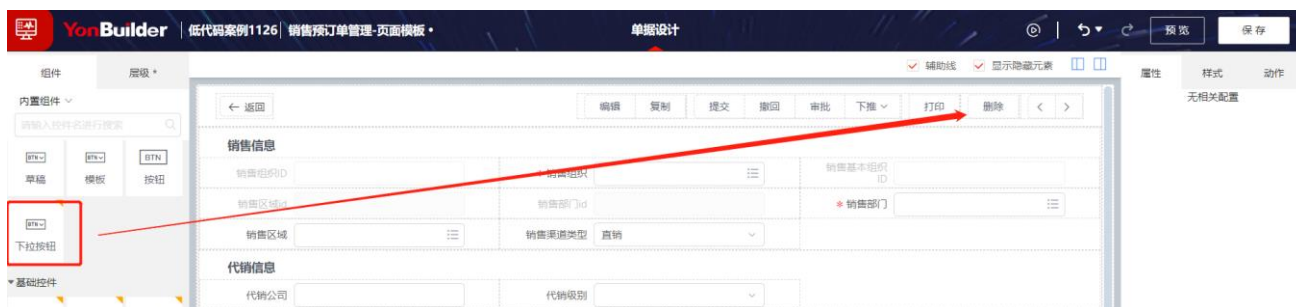 YonBuilder 低代码案例1126 销售预订单管理-页面模板 • 单据设计 预览 保存
组件 层级 * 辅助线 显示隐藏元素 属性 样式 动作
内置组件 无相关配置
请输入控件名进行搜索
返回 编辑 复制 提交 撤回 审批 下推 打印 删除
BTN BTN BTN
草稿 模板 按钮
BTN
下拉按钮
基础控件
销售信息
销售组织ID 销售组织 销售基本组织ID
销售区域id 销售部门id * 销售部门
销售区域 销售渠道类型 直销
代销信息
代销公司 代销级别